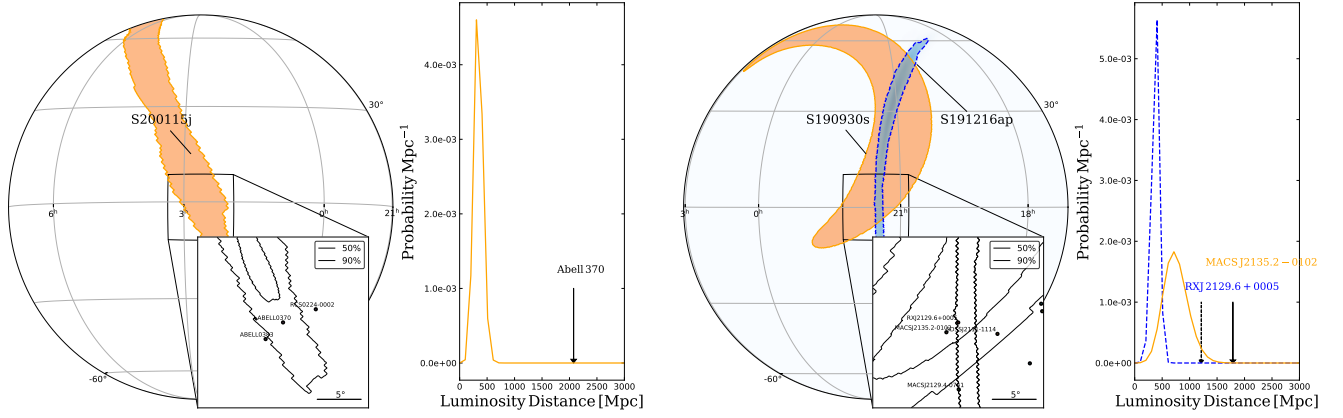 S200115j
30°
6ʰ
3ʰ
0ʰ
21ʰ
-60°
50%
90%
RCS0224-0002
ABELL0370
ABELL0383
5°
Probability Mpc⁻¹
4.0e-03
3.0e-03
2.0e-03
1.0e-03
0.0e+00
Abell 370
0 500 1000 1500 2000 2500 3000
Luminosity Distance [Mpc]
S190930s
S191216ap
30°
3ʰ
0ʰ
21ʰ
18ʰ
-60°
50%
90%
RXJ2129.6+0005
MACSJ2135.2-0102
MACSJ2129.4-0741
5°
Probability Mpc⁻¹
5.0e-03
4.0e-03
3.0e-03
2.0e-03
1.0e-03
0.0e+00
MACS J2135.2−0102
RXJ 2129.6 + 0005
0 500 1000 1500 2000 2500 3000
Luminosity Distance [Mpc]